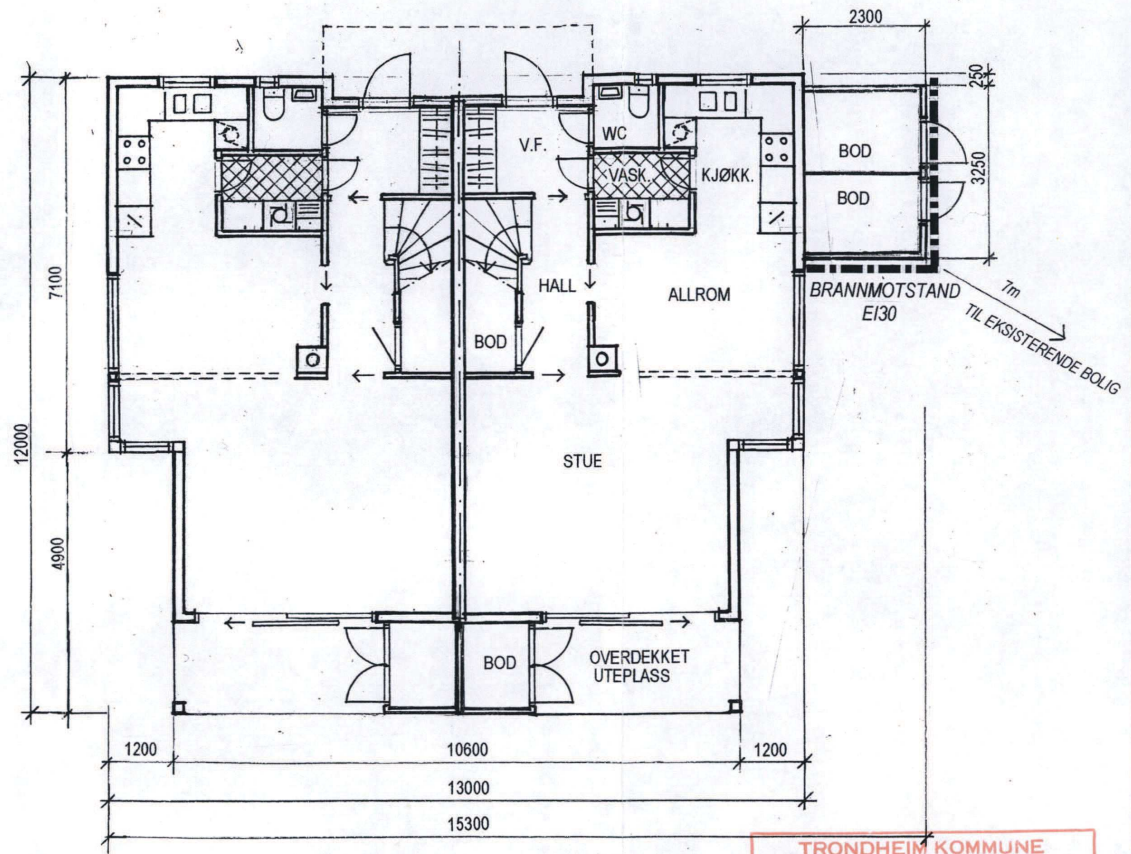 2300
250
WC
V.F.
BOD
VASK.
KJØKK.
BOD
3250
HALL
ALLROM
BRANNMOTSTAND
EI30
7m
TIL EKSISTERENDE BOLIG
7100
BOD
12000
STUE
4900
BOD
OVERDEKKET
UTEPLASS
1200
10600
1200
13000
15300
TRONDHEIM KOMMUNE